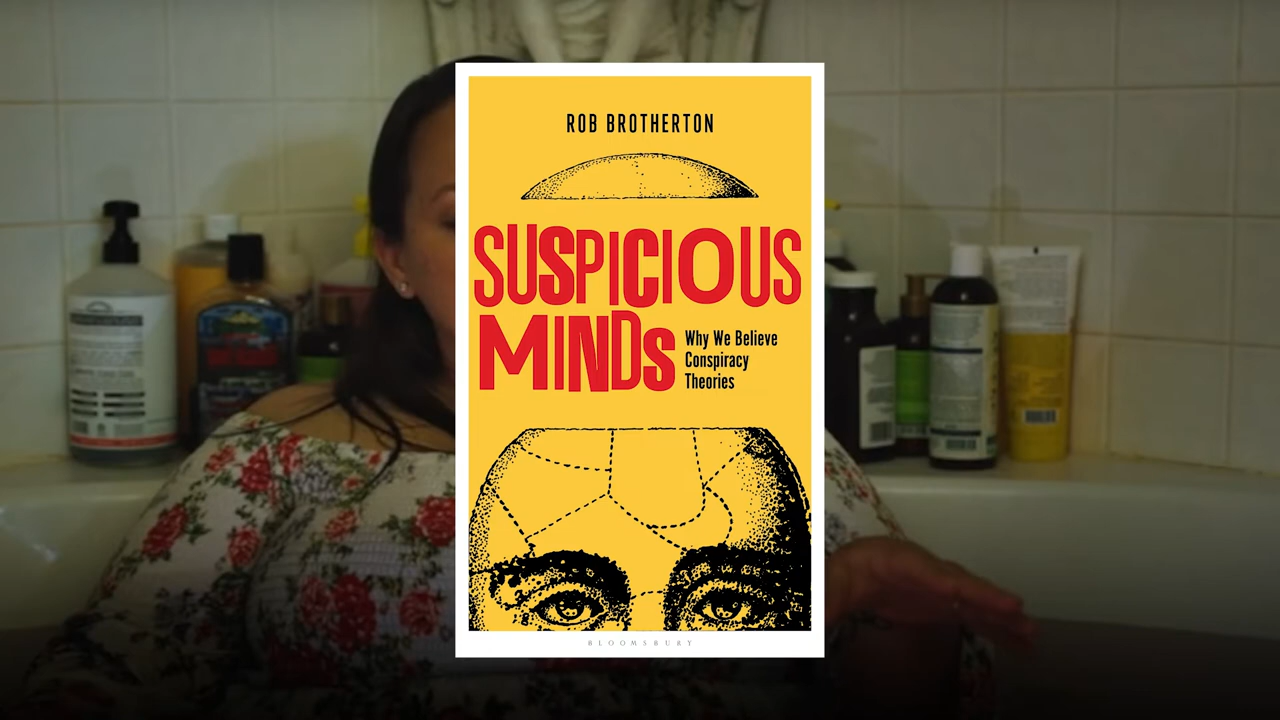 ROB BROTHERTON
SUSPICIOUS
MINDS
Why We Believe
Conspiracy
Theories
BLOOMSBURY